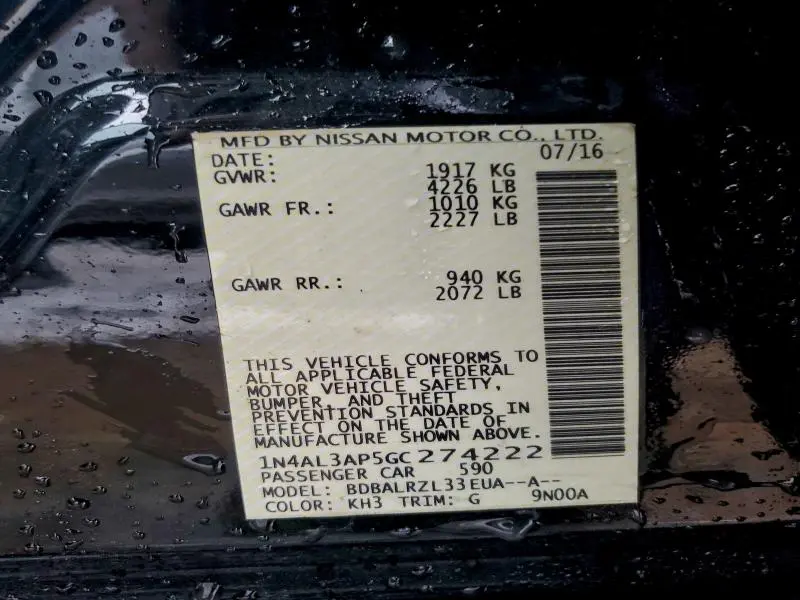 MFD BY NISSAN MOTOR CO., LTD.
DATE: 07/16
GVWR: 1917 KG
4226 LB
GAWR FR.: 1010 KG
2227 LB
GAWR RR.: 940 KG
2072 LB
THIS VEHICLE CONFORMS TO
ALL APPLICABLE FEDERAL
MOTOR VEHICLE SAFETY,
BUMPER, AND THEFT
PREVENTION STANDARDS IN
EFFECT ON THE DATE OF
MANUFACTURE SHOWN ABOVE.
1N4AL3AP5GC274222
PASSENGER CAR 590
MODEL: BDBALRZL33EUA--A--
COLOR: KH3 TRIM: G 9N00A